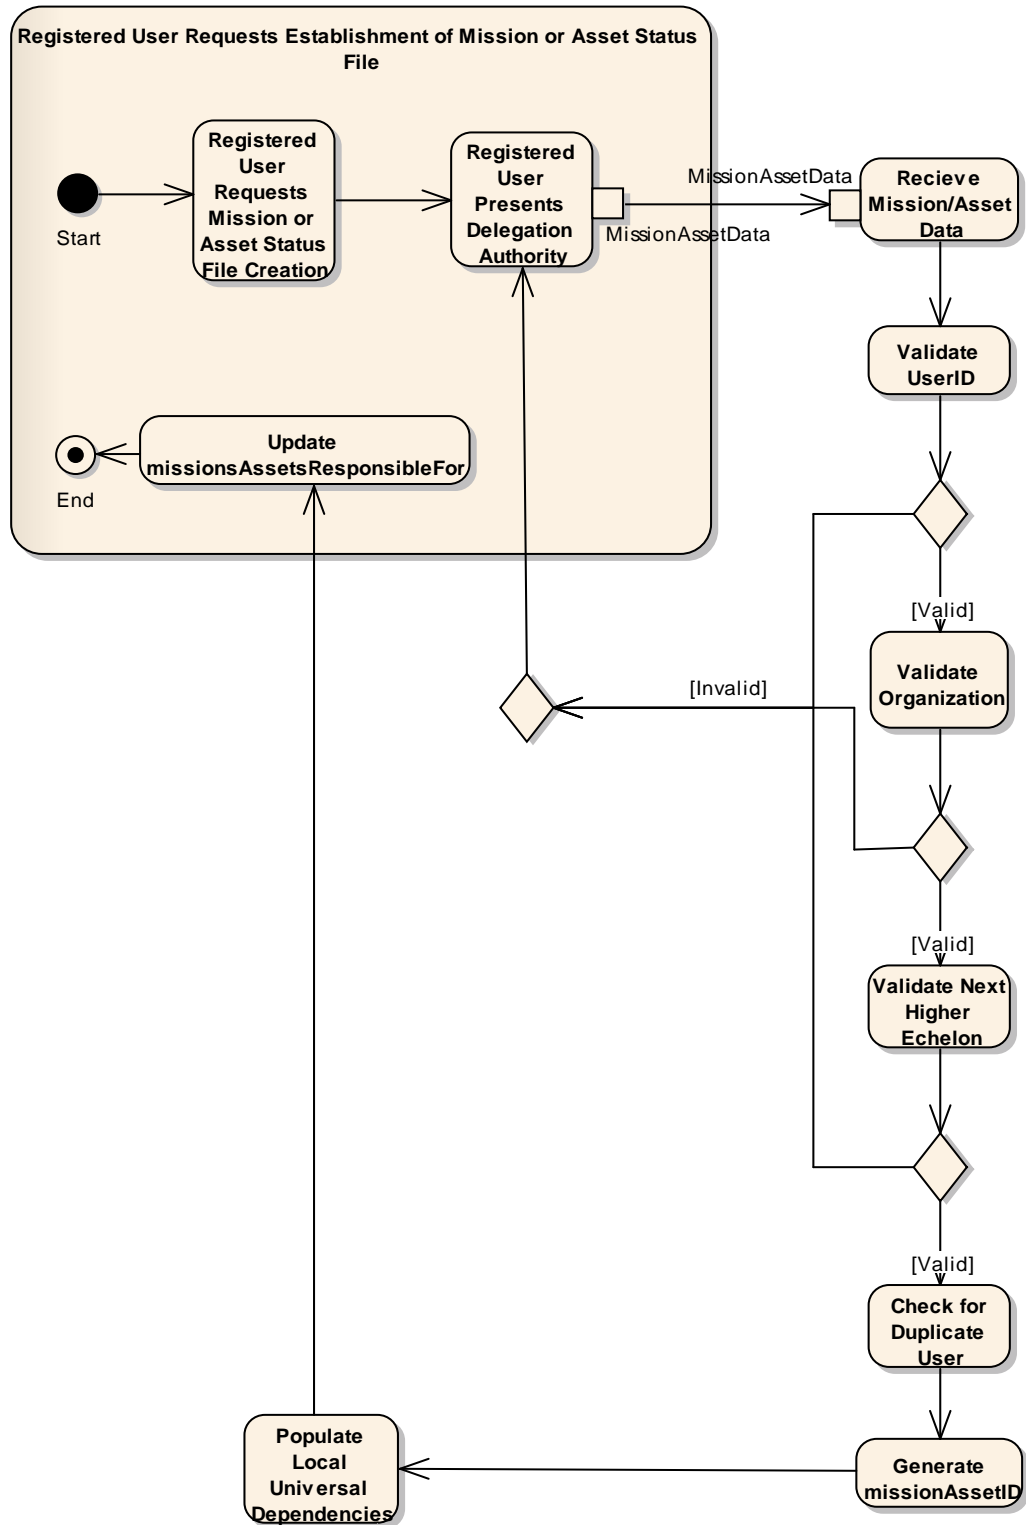 Registered User Requests Establishment of Mission or Asset Status
File
Registered
User
Requests
Mission or
Asset Status
File Creation
Registered
User
Presents
Delegation
Authority
MissionAssetData
MissionAssetData
Recieve
Mission/Asset
Data
Start
Validate
UserID
Update
missionsAssetsResponsibleFor
End
[Valid]
Validate
Organization
[Invalid]
[Valid]
Validate Next
Higher
Echelon
[Valid]
Check for
Duplicate
User
Populate
Local
Universal
Dependencies
Generate
missionAssetID